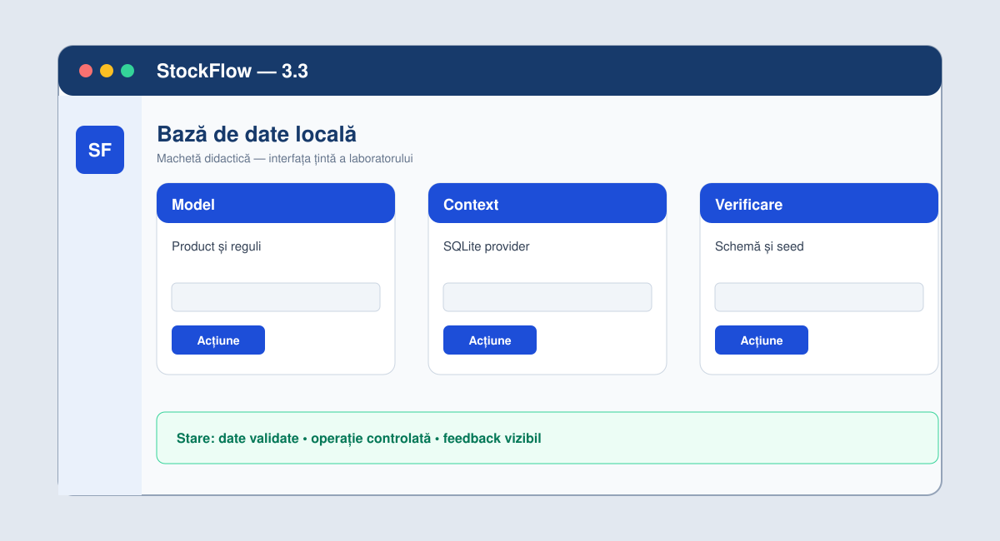 StockFlow — 3.3
SF
Bază de date locală
Machetă didactică — interfața țintă a laboratorului
Model
Product și reguli
Acțiune
Context
SQLite provider
Acțiune
Verificare
Schemă și seed
Acțiune
Stare: date validate • operație controlată • feedback vizibil